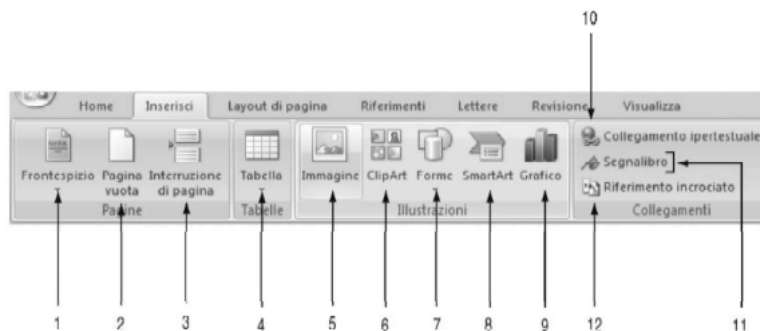 10
Home Inserisci Layout di pagina Riferimenti Lettere Revisione Visualizza
Frontespizio Pagina vuota Interruzione di pagina
Pagine
Tabella
Tabelle
Immagine ClipArt Forme SmartArt Grafico
Illustrazioni
Collegamento ipertestuale
Segnalibro
Riferimento incrociato
Collegamenti
1 2 3 4 5 6 7 8 9 12 11